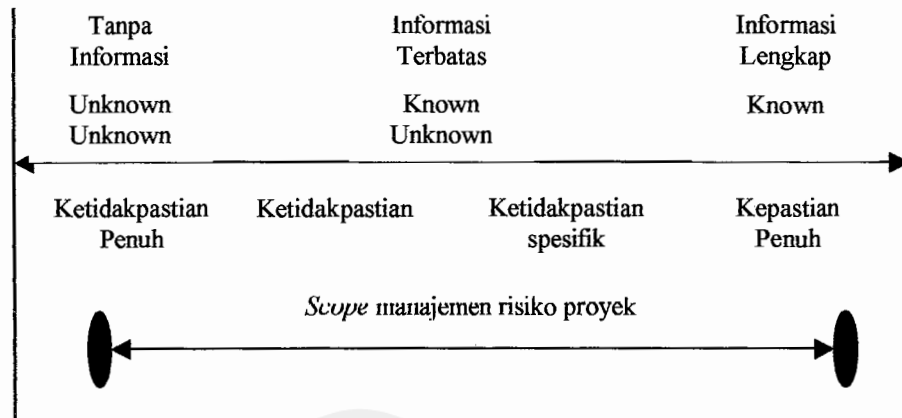 Tanpa
Informasi
Informasi
Terbatas
Informasi
Lengkap
Unknown
Unknown
Known
Unknown
Known
Ketidakpastian
Penuh
Ketidakpastian
Ketidakpastian
spesifik
Kepastian
Penuh
Scope manajemen risiko proyek